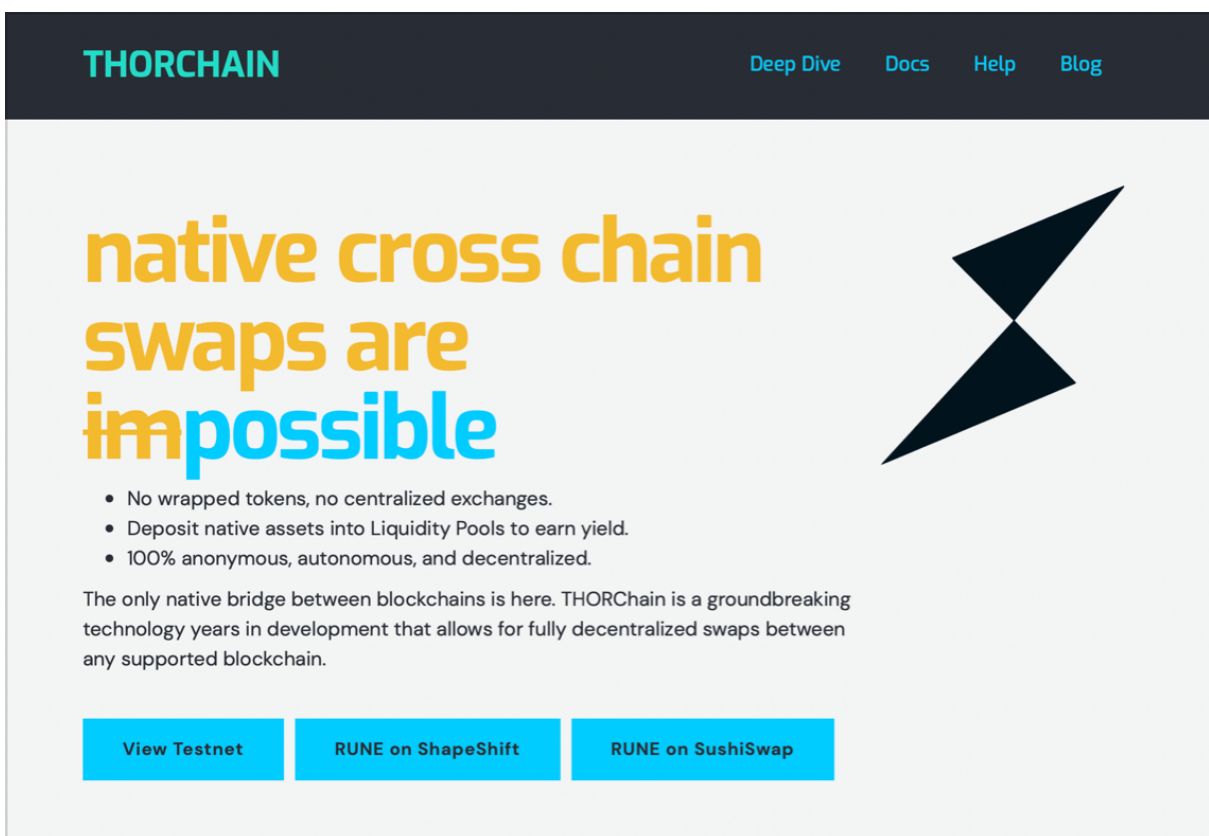 THORCHAIN
Deep Dive Docs Help Blog
native cross chain
swaps are
impossible
No wrapped tokens, no centralized exchanges.
Deposit native assets into Liquidity Pools to earn yield.
100% anonymous, autonomous, and decentralized.
The only native bridge between blockchains is here. THORChain is a groundbreaking
technology years in development that allows for fully decentralized swaps between
any supported blockchain.
View Testnet RUNE on ShapeShift RUNE on SushiSwap